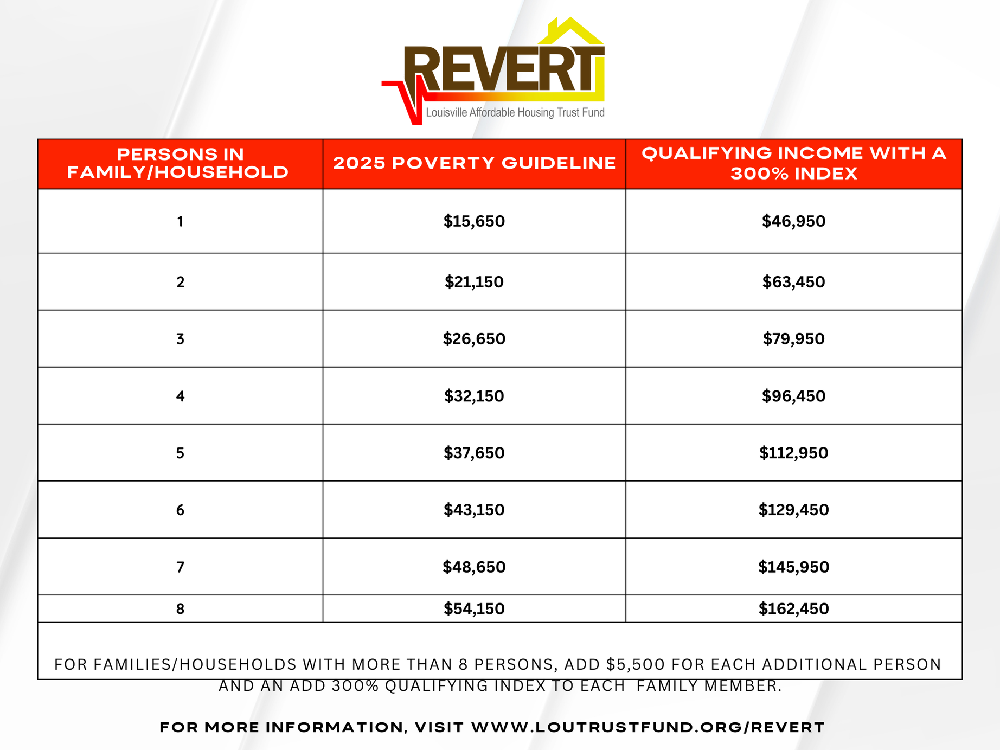 REVERT
Louisville Affordable Housing Trust Fund
PERSONS IN
FAMILY/HOUSEHOLD
2025 POVERTY GUIDELINE
QUALIFYING INCOME WITH A
300% INDEX
1 $15,650 $46,950
2 $21,150 $63,450
3 $26,650 $79,950
4 $32,150 $96,450
5 $37,650 $112,950
6 $43,150 $129,450
7 $48,650 $145,950
8 $54,150 $162,450
FOR FAMILIES/HOUSEHOLDS WITH MORE THAN 8 PERSONS, ADD $5,500 FOR EACH ADDITIONAL PERSON
AND AN ADD 300% QUALIFYING INDEX TO EACH FAMILY MEMBER.
FOR MORE INFORMATION, VISIT WWW.LOUTRUSTFUND.ORG/REVERT